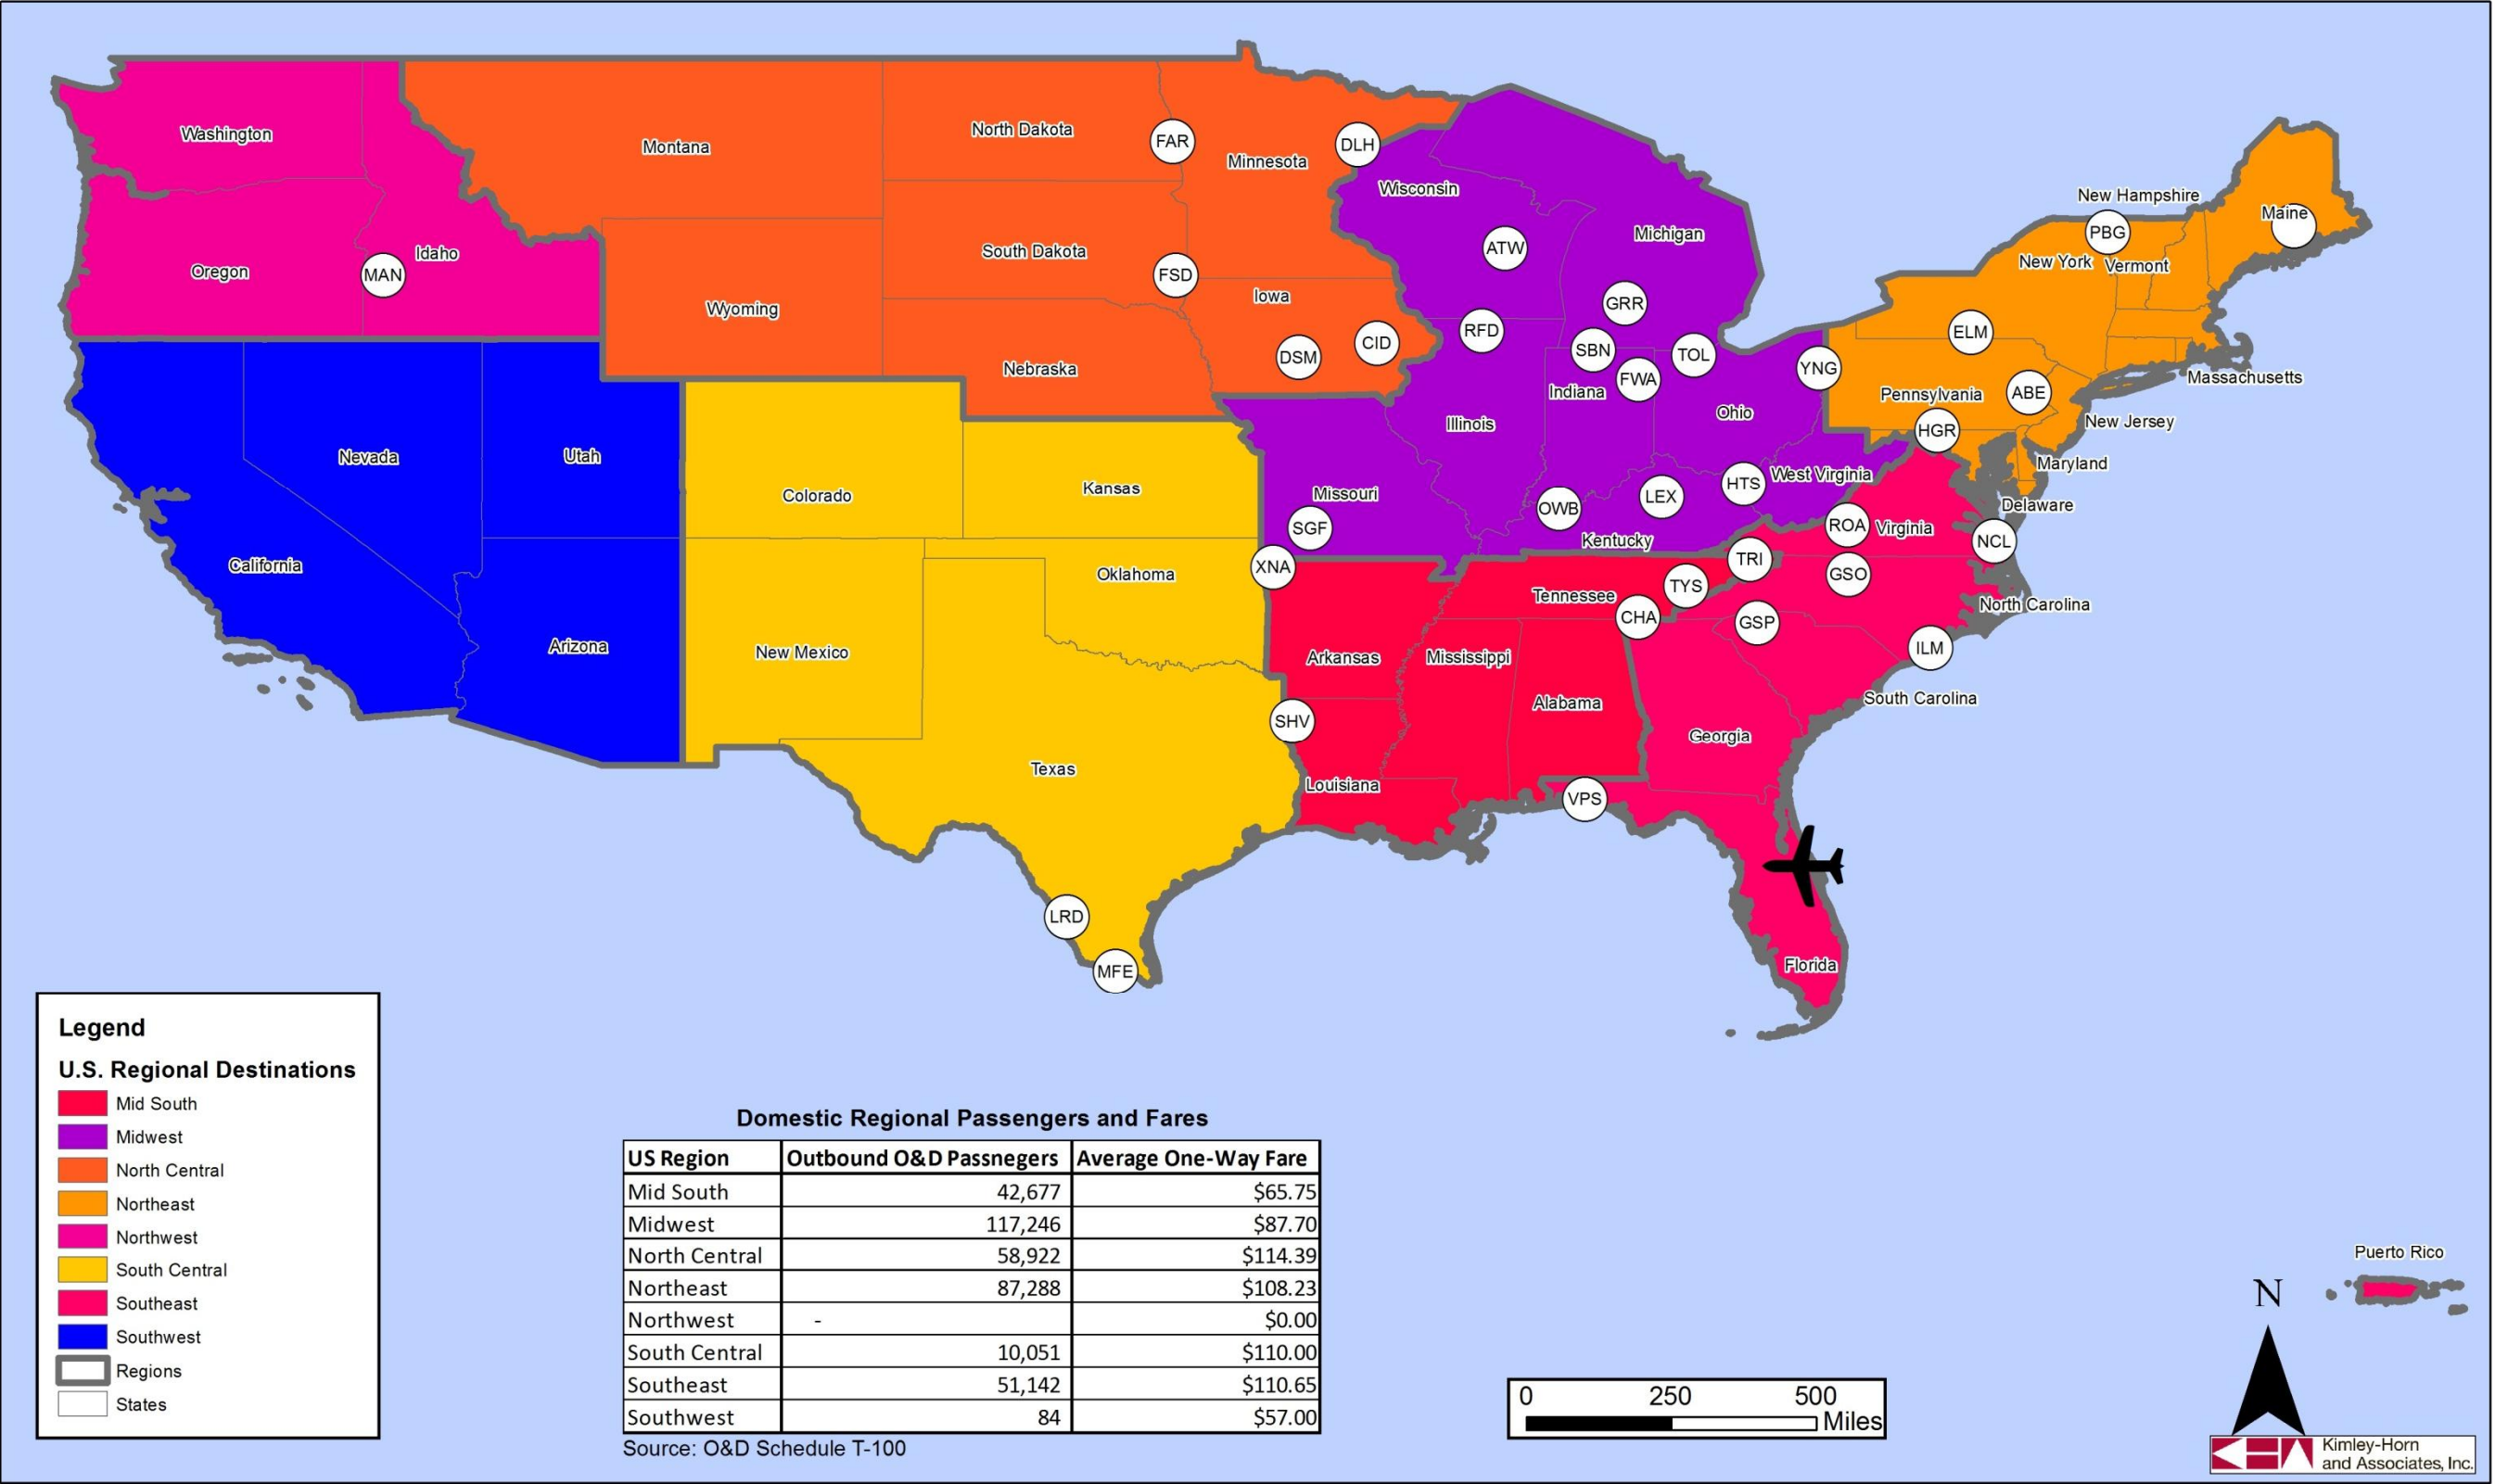 Washington
Montana
North Dakota
FAR
Minnesota
DLH
Wisconsin
Michigan
New Hampshire
Maine
PBG
Oregon
MAN
Idaho
South Dakota
FSD
ATW
New York
Vermont
Wyoming
Iowa
GRR
Nebraska
DSM
CID
RFD
SBN
TOL
FWA
YNG
ELM
Indiana
Ohio
Pennsylvania
ABE
Massachusetts
HGR
New Jersey
Illinois
Nevada
Utah
Colorado
Kansas
Missouri
SGF
OWB
LEX
HTS
West Virginia
Maryland
Delaware
ROA
Virginia
NCL
Kentucky
California
XNA
Oklahoma
TRI
GSO
TYS
Tennessee
CHA
GSP
North Carolina
ILM
Arizona
New Mexico
Arkansas
Mississippi
Alabama
South Carolina
SHV
Georgia
Texas
Louisiana
VPS
LRD
MFE
Florida
Legend
U.S. Regional Destinations
Mid South
Midwest
North Central
Northeast
Northwest
South Central
Southeast
Southwest
Regions
States
Domestic Regional Passengers and Fares
US Region Outbound O&D Passnegers Average One-Way Fare
Mid South 42,677 $65.75
Midwest 117,246 $87.70
North Central 58,922 $114.39
Northeast 87,288 $108.23
Northwest - $0.00
South Central 10,051 $110.00
Southeast 51,142 $110.65
Southwest 84 $57.00
Source: O&D Schedule T-100
0 250 500
Miles
Puerto Rico
N
Kimley-Horn
and Associates, Inc.